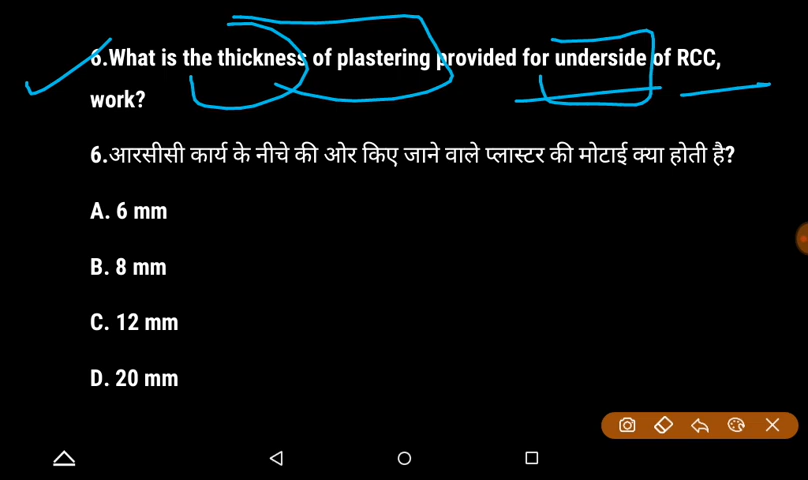 6.What is the thickness of plastering provided for underside of RCC,
work?
6.आरसीसी कार्य के नीचे की ओर किए जाने वाले प्लास्टर की मोटाई क्या होती है?
A. 6 mm
B. 8 mm
C. 12 mm
D. 20 mm